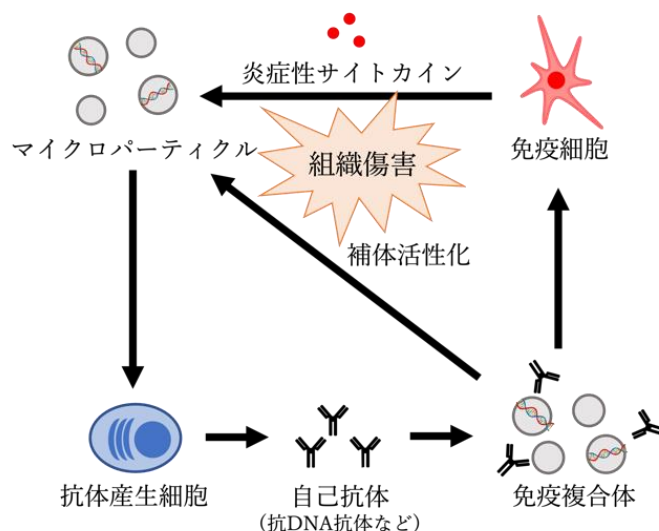 炎症性サイトカイン
マイクロパーティクル
組織傷害
免疫細胞
補体活性化
抗体産生細胞
自己抗体
（抗DNA抗体など）
免疫複合体